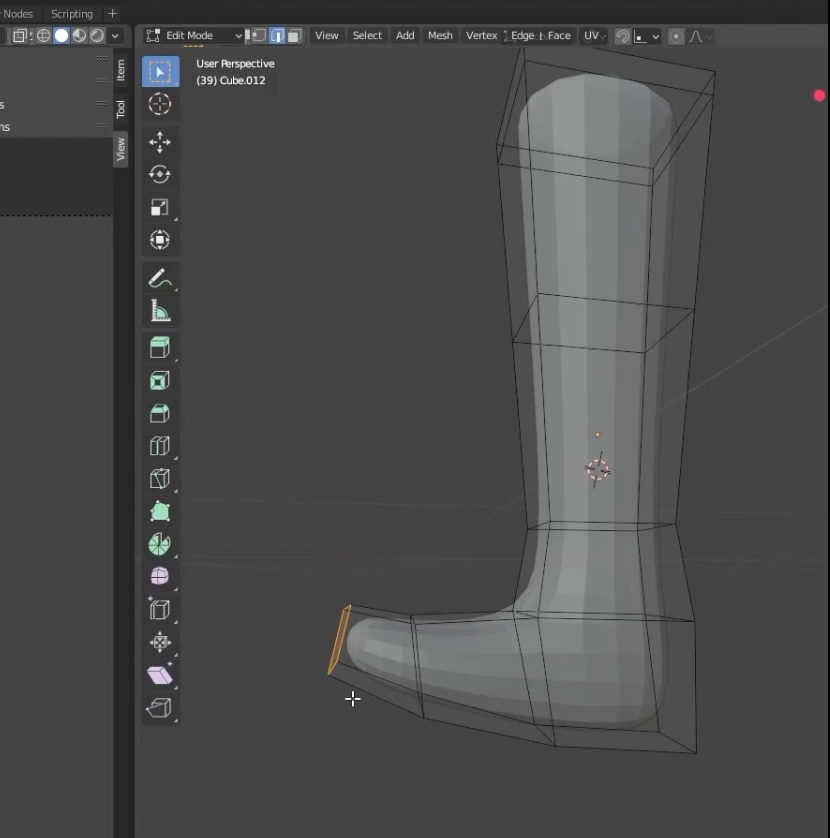 Nodes
Scripting
+
Edit Mode
View
Select
Add
Mesh
Vertex
Edge
Face
UV
Item
Tool
View
s
ns
User Perspective
(39) Cube.012